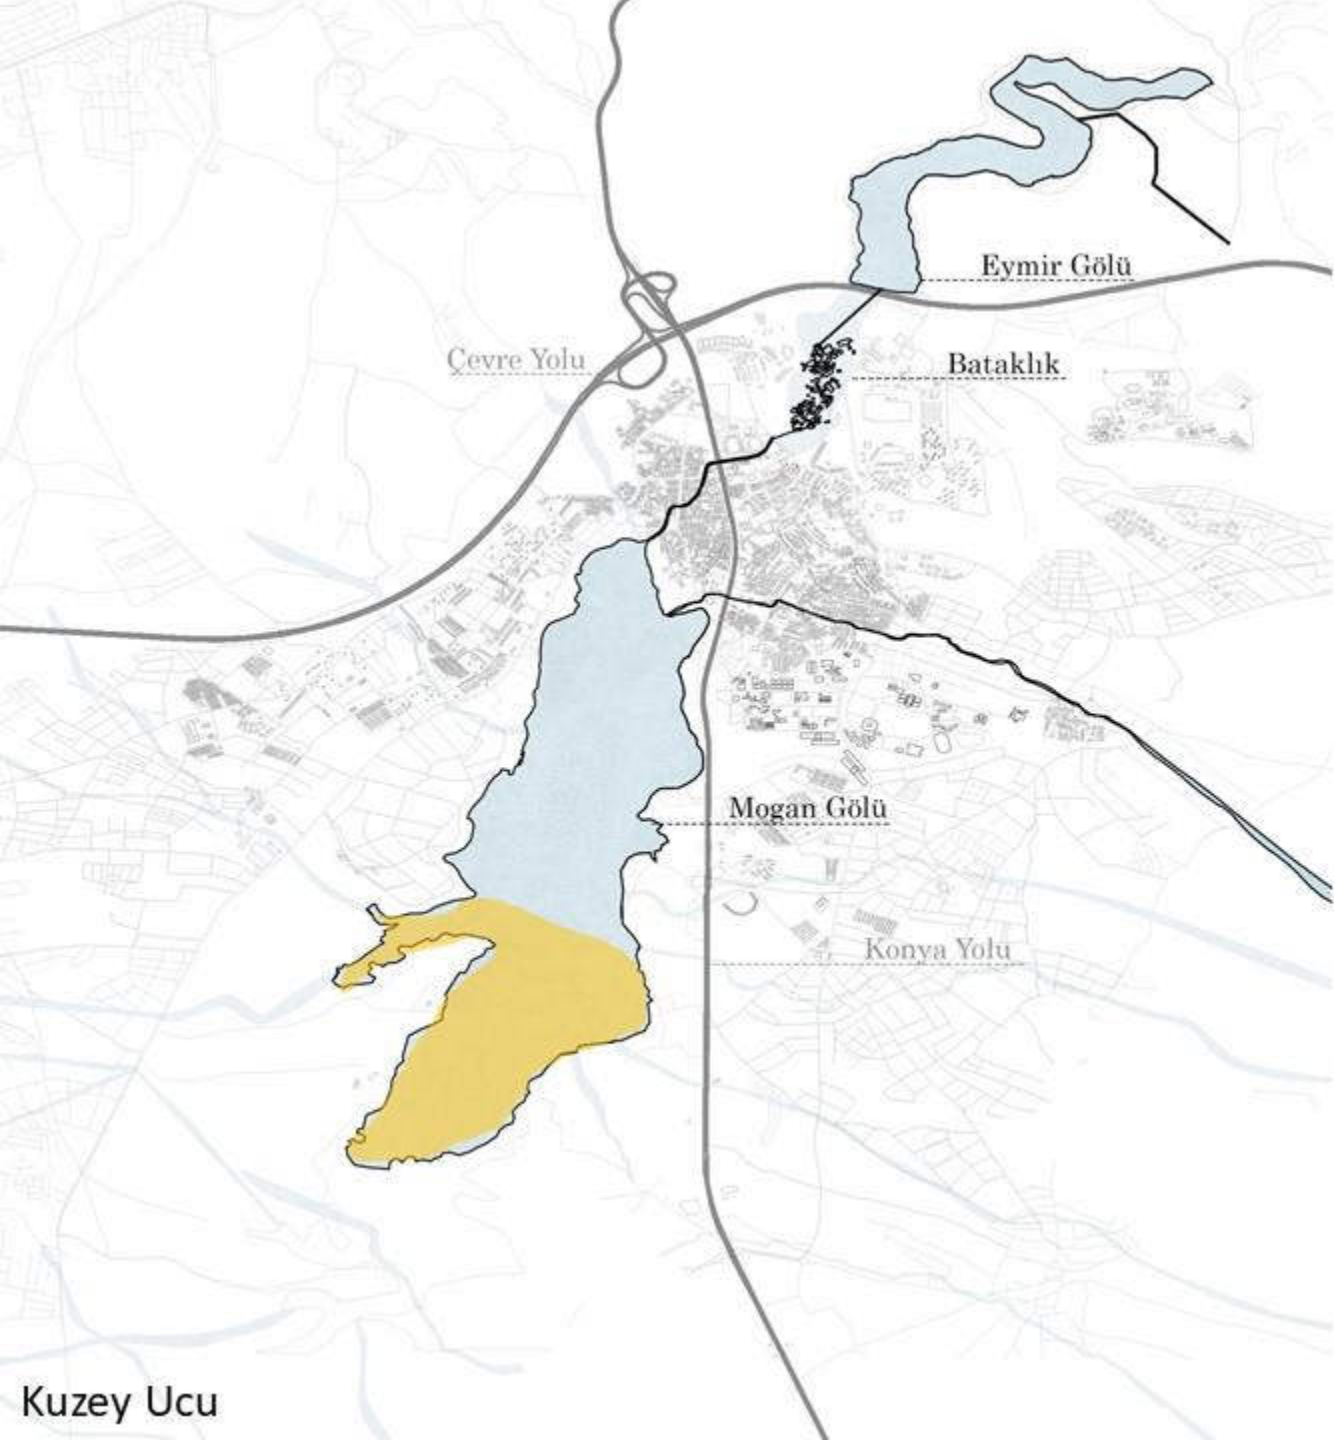 Eymir Gölü
Çevre Yolu
Bataklık
Mogan Gölü
Konya Yolu
Kuzey Ucu